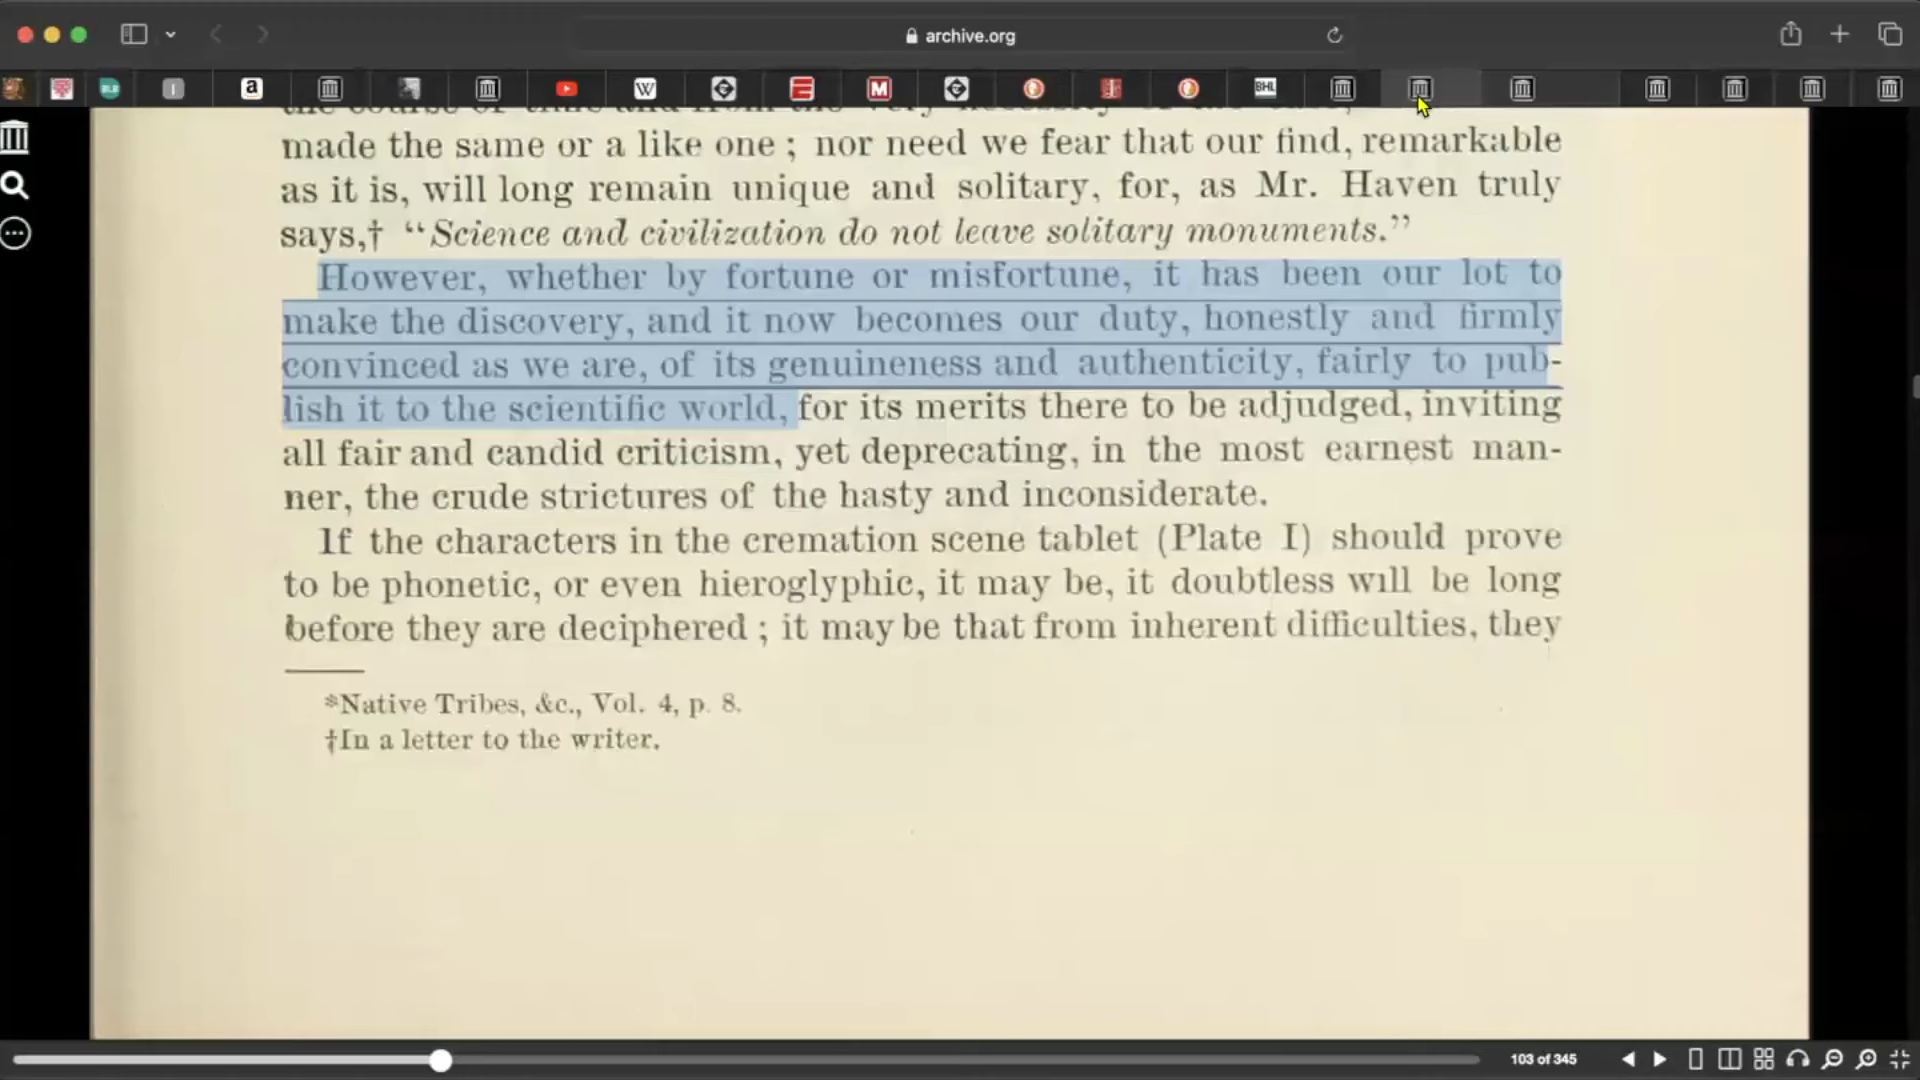 archive.org
BLB
I
a
W
M
BHL
made the same or a like one ; nor need we fear that our find, remarkable
as it is, will long remain unique and solitary, for, as Mr. Haven truly
says,† “Science and civilization do not leave solitary monuments.”
However, whether by fortune or misfortune, it has been our lot to
make the discovery, and it now becomes our duty, honestly and firmly
convinced as we are, of its genuineness and authenticity, fairly to pub-
lish it to the scientific world, for its merits there to be adjudged, inviting
all fair and candid criticism, yet deprecating, in the most earnest man-
ner, the crude strictures of the hasty and inconsiderate.
If the characters in the cremation scene tablet (Plate I) should prove
to be phonetic, or even hieroglyphic, it may be, it doubtless will be long
before they are deciphered ; it may be that from inherent difficulties, they
*Native Tribes, &c., Vol. 4, p. 8.
†In a letter to the writer.
103 of 345